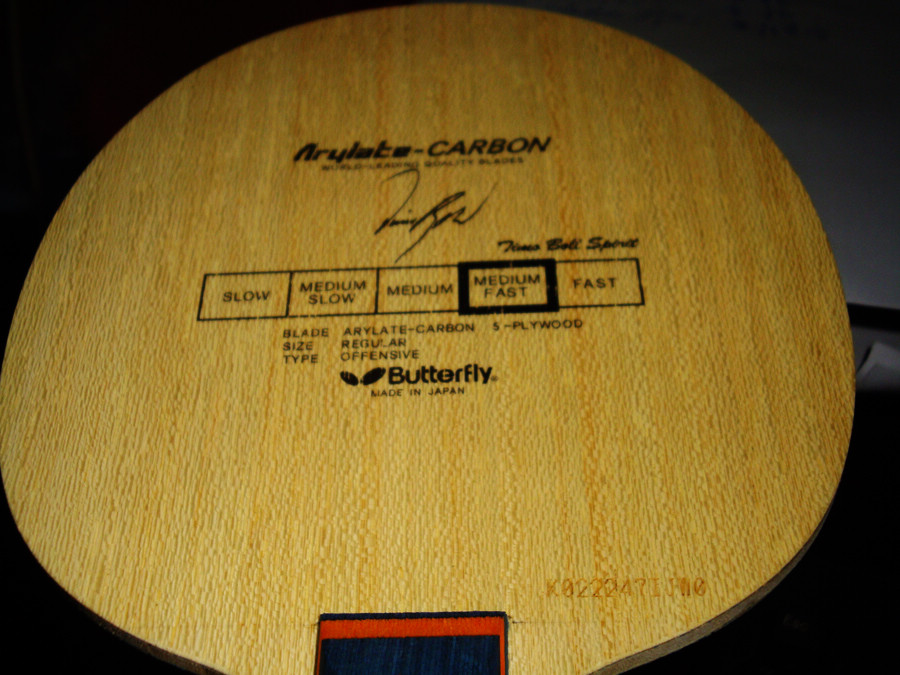 Arylate-CARBON
WORLD-LEADING QUALITY BLADES
Timo Boll Spirit
SLOW MEDIUM SLOW MEDIUM MEDIUM FAST FAST
BLADE ARYLATE-CARBON 5-PLYWOOD
SIZE REGULAR
TYPE OFFENSIVE
Butterfly
MADE IN JAPAN